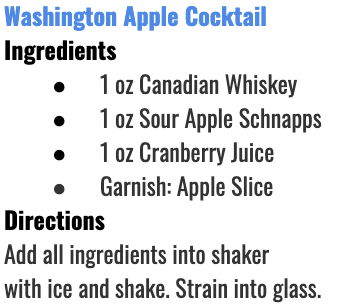 Washington Apple Cocktail
Ingredients
● 1 oz Canadian Whiskey
● 1 oz Sour Apple Schnapps
● 1 oz Cranberry Juice
● Garnish: Apple Slice
Directions
Add all ingredients into shaker
with ice and shake. Strain into glass.